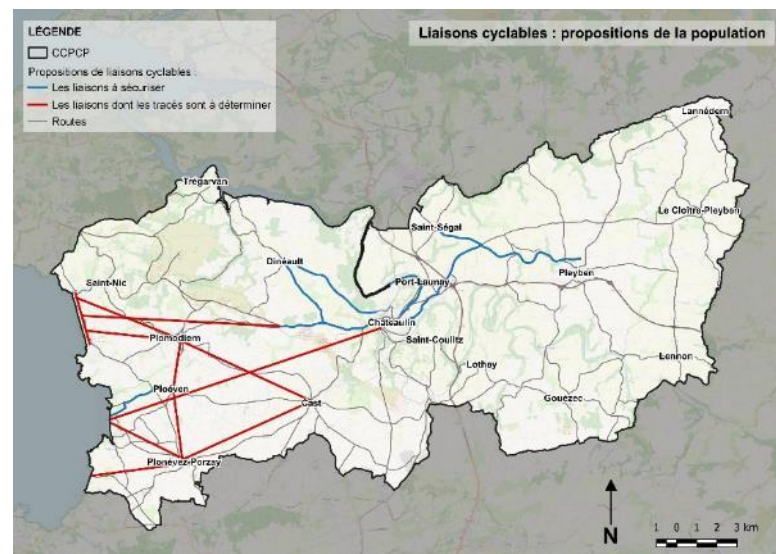 Liaisons cyclables : propositions de la population
LÉGENDE
CCPCP
Propositions de liaisons cyclables :
Les liaisons à sécuriser
Les liaisons dont les tracés sont à déterminer
Routes
Lannédern
Trégarvan
Le Cloître-Pleyben
Saint-Ségal
Dinéault
Pleyben
Saint-Nic
Port-Launay
Châteaulin
Plomodiern
Saint-Coulitz
Lennon
Lothey
Ploéven
Gouezec
Cast
Plonévez-Porzay
N
1 0 1 2 3 km